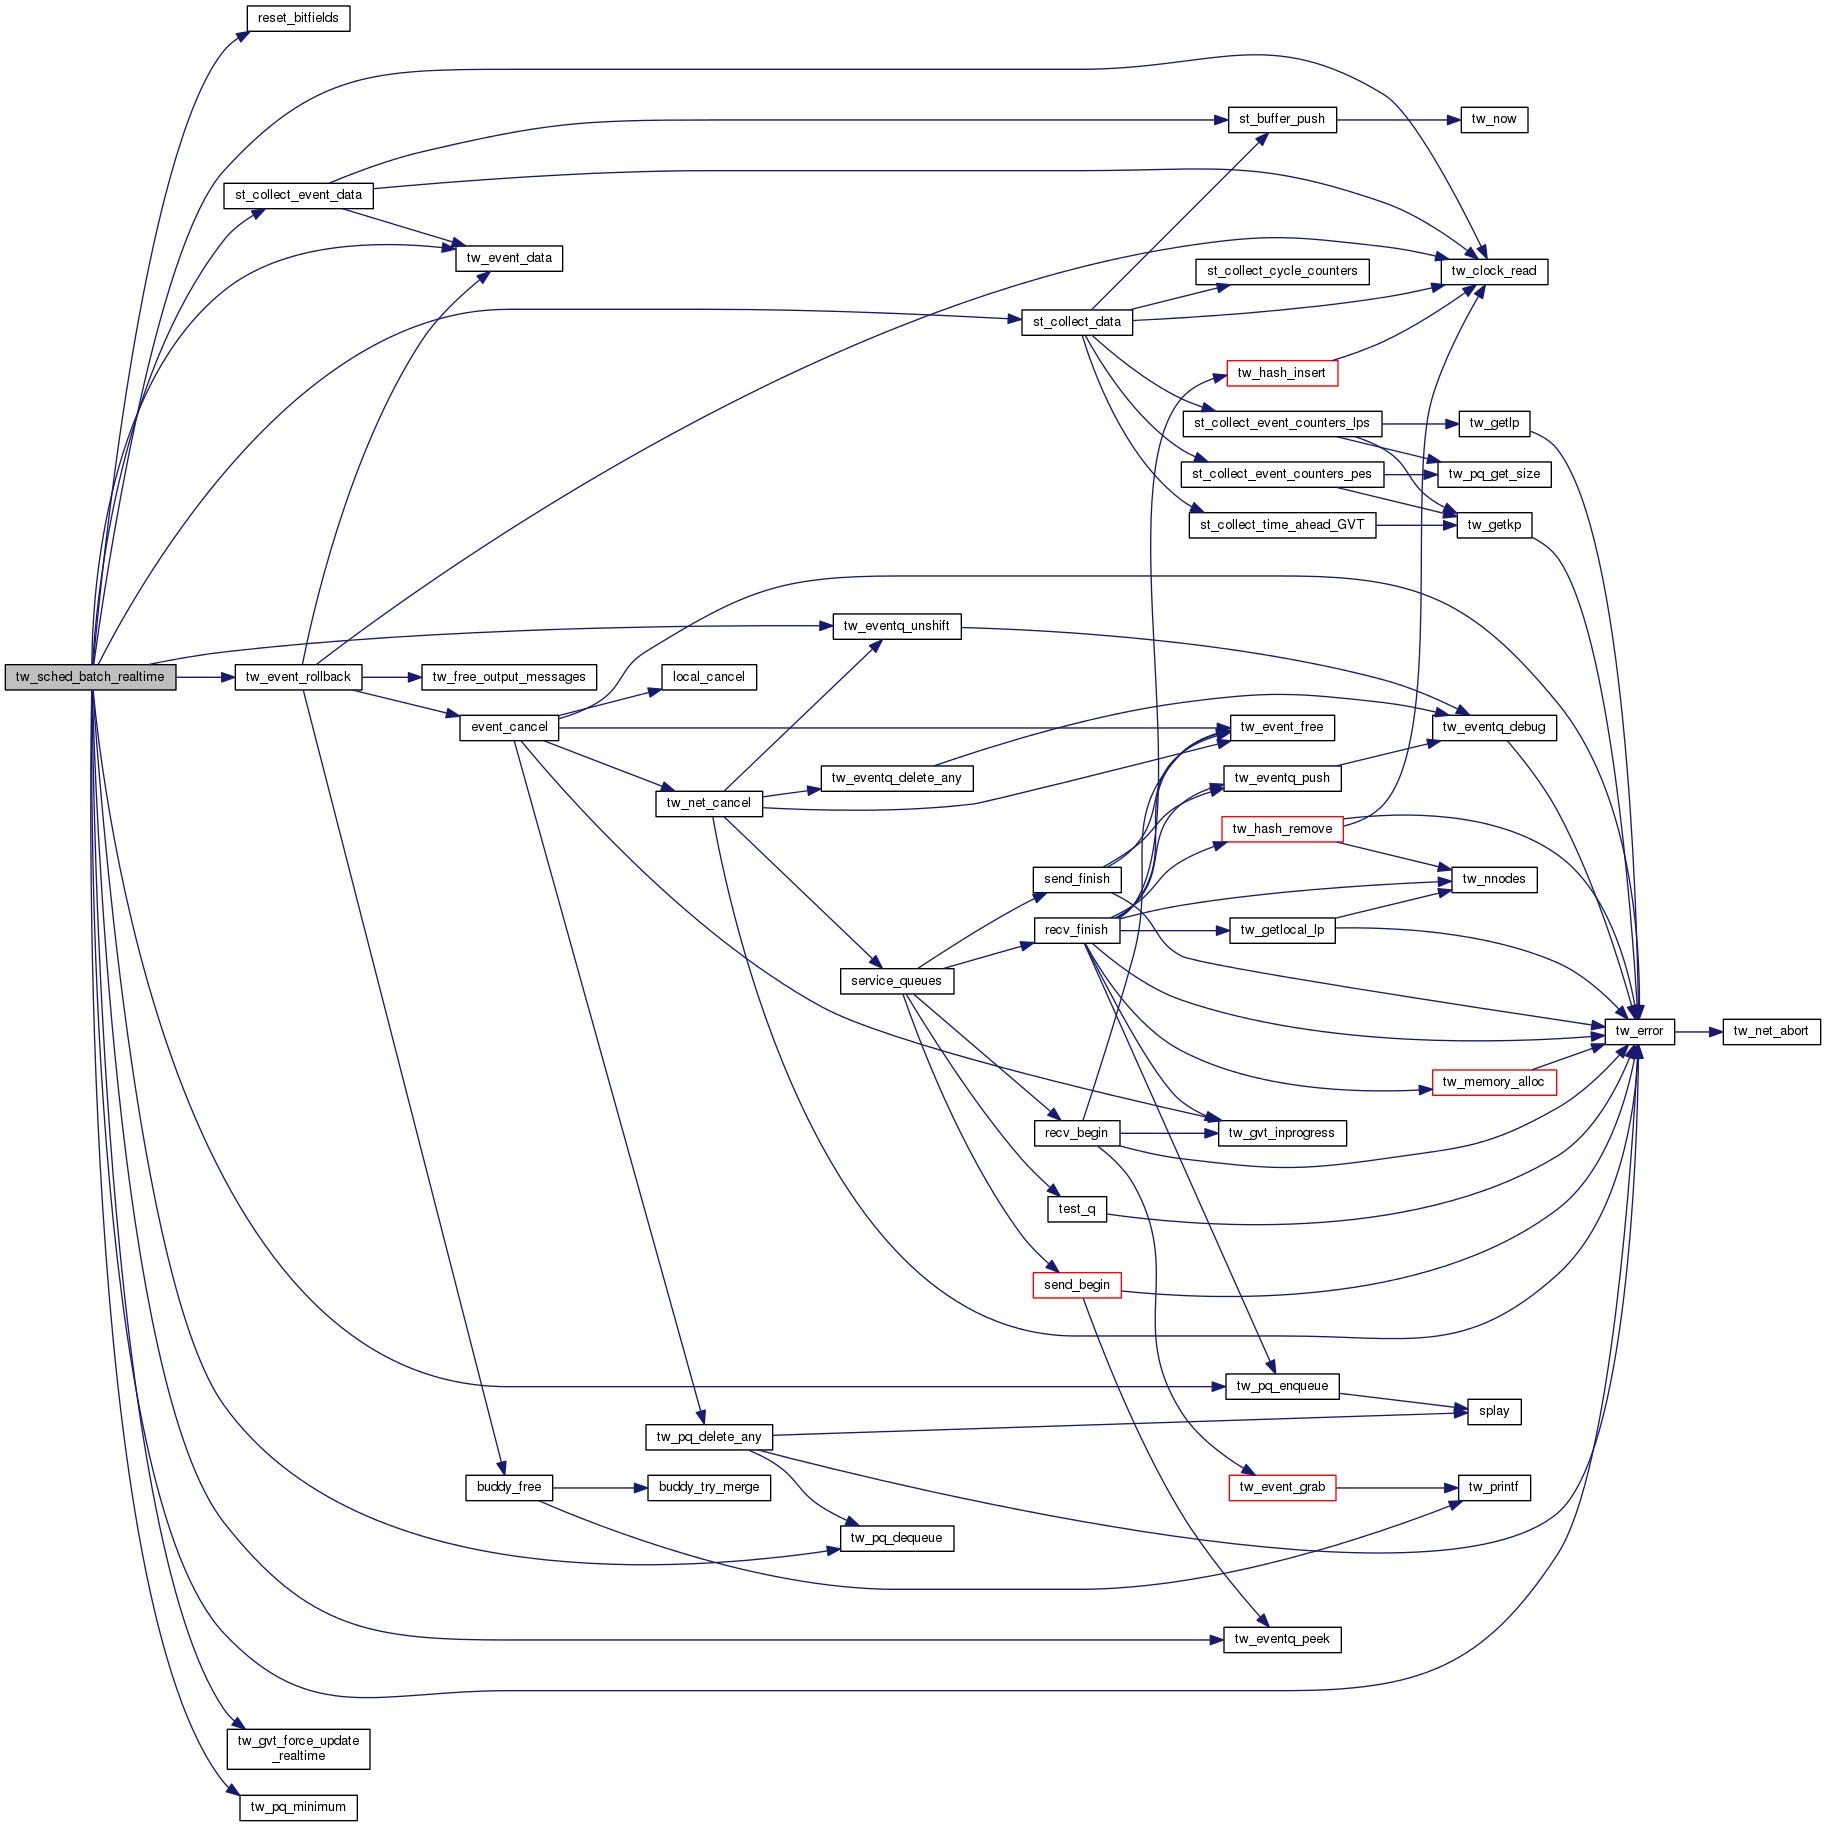 reset_bitfields
st_buffer_push
tw_now
st_collect_event_data
tw_event_data
st_collect_cycle_counters
tw_clock_read
st_collect_data
tw_hash_insert
st_collect_event_counters_lps
tw_getlp
st_collect_event_counters_pes
tw_pq_get_size
st_collect_time_ahead_GVT
tw_getkp
tw_eventq_unshift
tw_sched_batch_realtime
tw_event_rollback
tw_free_output_messages
local_cancel
event_cancel
tw_event_free
tw_eventq_debug
tw_eventq_delete_any
tw_eventq_push
tw_net_cancel
tw_hash_remove
send_finish
tw_nnodes
recv_finish
tw_getlocal_lp
service_queues
tw_error
tw_net_abort
tw_memory_alloc
recv_begin
tw_gvt_inprogress
test_q
send_begin
tw_pq_enqueue
splay
tw_pq_delete_any
buddy_free
buddy_try_merge
tw_event_grab
tw_printf
tw_pq_dequeue
tw_eventq_peek
tw_gvt_force_update
_realtime
tw_pq_minimum